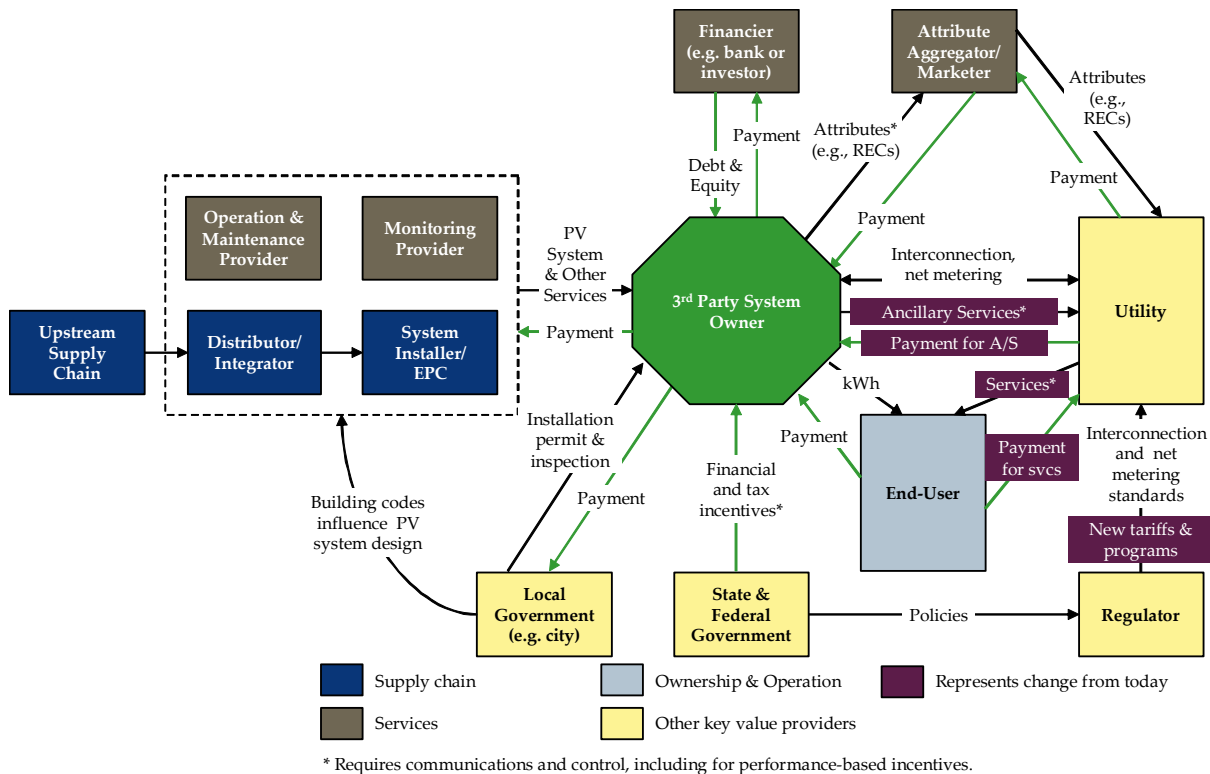 Financier
(e.g. bank or
investor)
Attribute
Aggregator/
Marketer
Attributes
(e.g.,
RECs)
Payment
Attributes*
(e.g., RECs)
Debt &
Equity
Payment
Payment
Operation &
Maintenance
Provider
Monitoring
Provider
PV
System
& Other
Services
Interconnection,
net metering
3rd Party System
Owner
Ancillary Services*
Utility
Upstream
Supply
Chain
Distributor/
Integrator
System
Installer/
EPC
Payment
Payment for A/S
kWh
Services*
Installation
permit &
inspection
Payment
Payment
for svcs
Interconnection
and net
metering
standards
Financial
and tax
incentives*
End-User
Building codes
influence PV
system design
Payment
New tariffs &
programs
Local
Government
(e.g. city)
State &
Federal
Government
Policies
Regulator
Supply chain
Ownership & Operation
Represents change from today
Services
Other key value providers
* Requires communications and control, including for performance-based incentives.